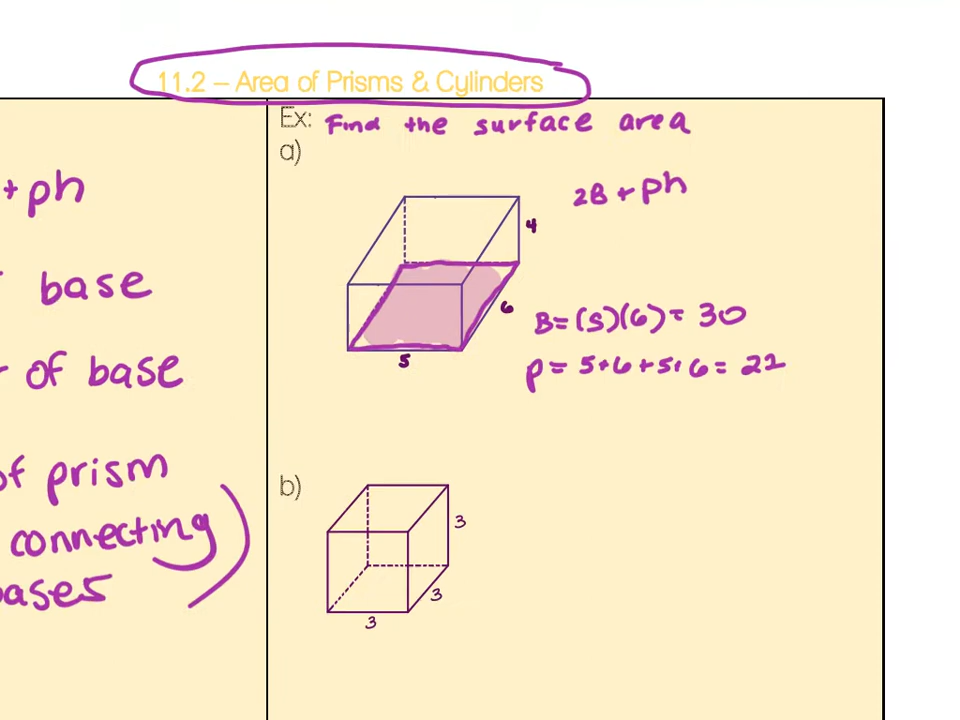 11.2 – Area of Prisms & Cylinders
+ ph
base
of base
of prism
connecting)
bases
Ex: Find the surface area
a)
2B + ph
4
6
5
B = (5)(6) = 30
p = 5+6+5+6 = 22
b)
3
3
3